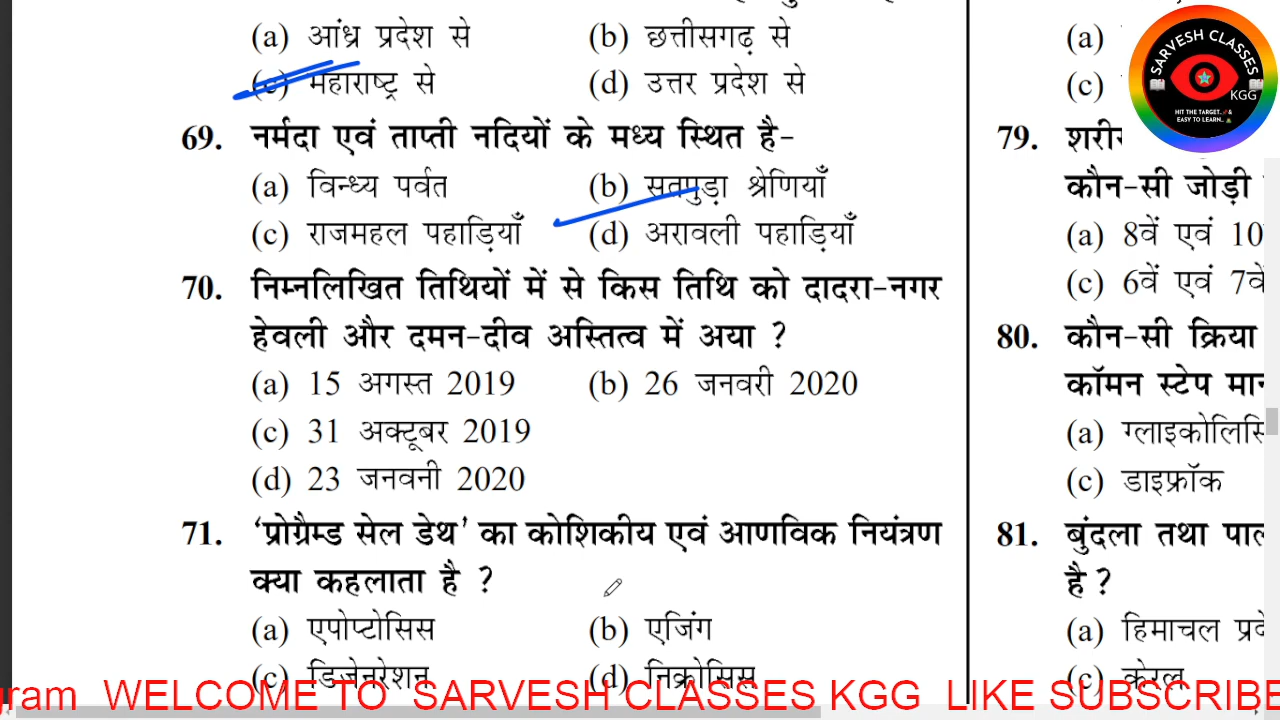 (a) आंध्र प्रदेश से (b) छत्तीसगढ़ से
(c) महाराष्ट्र से (d) उत्तर प्रदेश से
69. नर्मदा एवं ताप्ती नदियों के मध्य स्थित है-
(a) विन्ध्य पर्वत (b) सतपुड़ा श्रेणियाँ
(c) राजमहल पहाड़ियाँ (d) अरावली पहाड़ियाँ
70. निम्नलिखित तिथियों में से किस तिथि को दादरा-नगर
हेवली और दमन-दीव अस्तित्व में अया ?
(a) 15 अगस्त 2019 (b) 26 जनवरी 2020
(c) 31 अक्टूबर 2019
(d) 23 जनवनी 2020
71. 'प्रोग्रैम्ड सेल डेथ' का कोशिकीय एवं आणविक नियंत्रण
क्या कहलाता है ?
(a) एपोप्टोसिस (b) एजिंग
(c) डिजेनरेशन (d) निक्रोसिस
(a)
(c)
79.
कौन-सी जोड़ी
(a) 8वें एवं 10
(c) 6वें एवं 7वें
80. कौन-सी क्रिया
कॉमन स्टेप
(a)
(c) डाइफ्रॉक
81. बुंदला तथा
है ?
(a) हिमाचल
(c) केरल
SARVESH CLASSES
KGG
HIT THE TARGET..&
EASY TO LEARN..
gram WELCOME TO SARVESH CLASSES KGG LIKE SUBSCRIBE